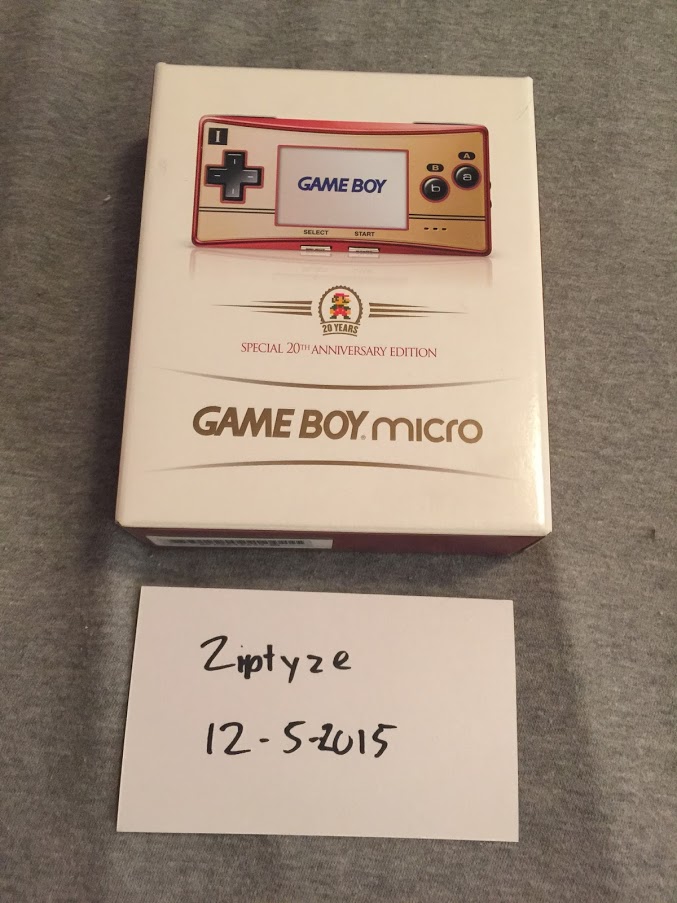 I
A
B
GAME BOY
a
b
SELECT START
20 YEARS
SPECIAL 20TH ANNIVERSARY EDITION
GAME BOY® micro
Ziptyze
12-5-2015